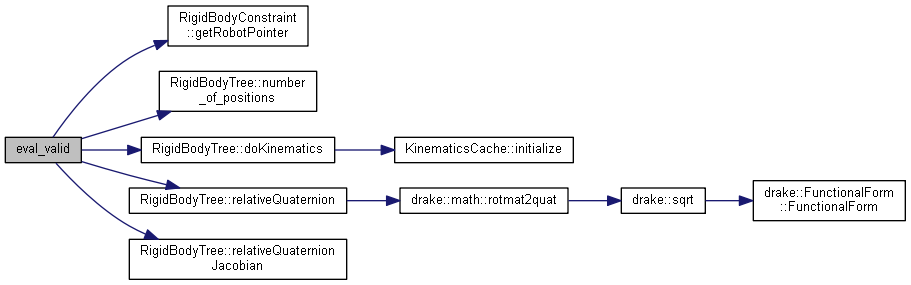 RigidBodyConstraint
::getRobotPointer
RigidBodyTree::number
_of_positions
eval_valid
RigidBodyTree::doKinematics
KinematicsCache::initialize
RigidBodyTree::relativeQuaternion
drake::math::rotmat2quat
drake::sqrt
drake::FunctionalForm
::FunctionalForm
RigidBodyTree::relativeQuaternion
Jacobian